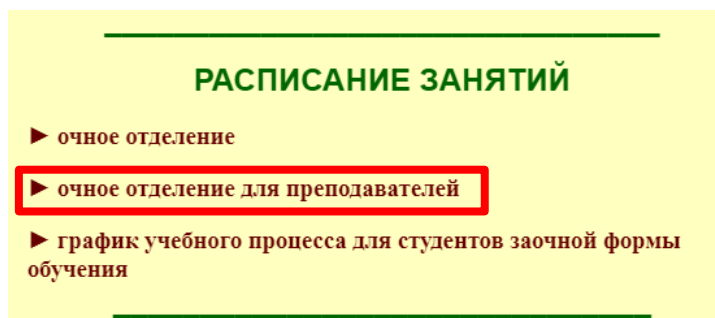 РАСПИСАНИЕ ЗАНЯТИЙ
► очное отделение
► очное отделение для преподавателей
► график учебного процесса для студентов заочной формы
обучения